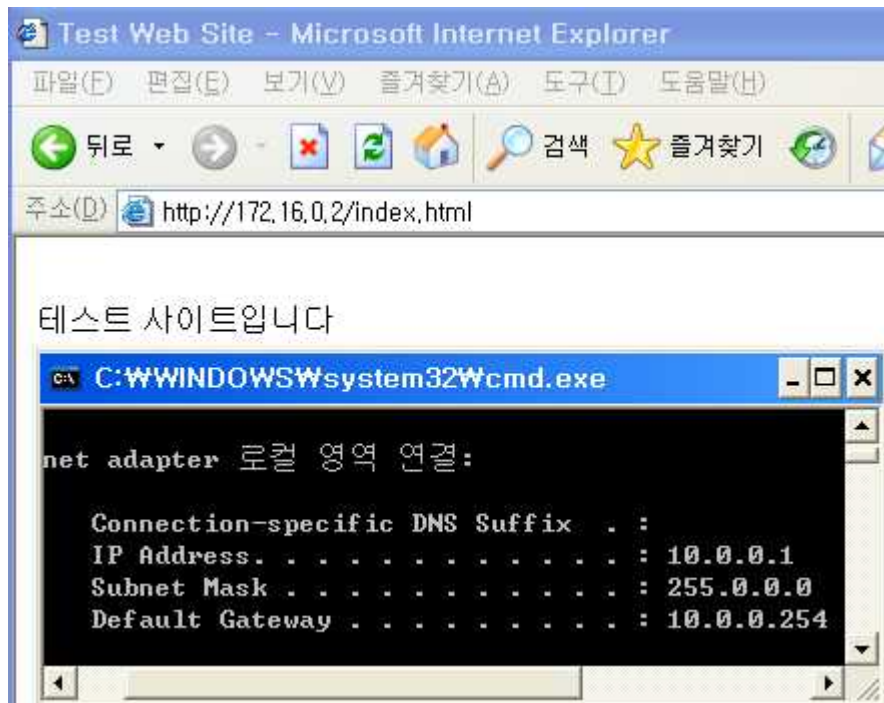 Test Web Site - Microsoft Internet Explorer
파일(F) 편집(E) 보기(V) 즐겨찾기(A) 도구(T) 도움말(H)
뒤로 검색 즐겨찾기
주소(D) http://172.16.0.2/index.html
테스트 사이트입니다
C:₩WINDOWS₩system32₩cmd.exe
net adapter 로컬 영역 연결:
Connection-specific DNS Suffix . :
IP Address. . . . . . . . . . . . : 10.0.0.1
Subnet Mask . . . . . . . . . . . : 255.0.0.0
Default Gateway . . . . . . . . . : 10.0.0.254